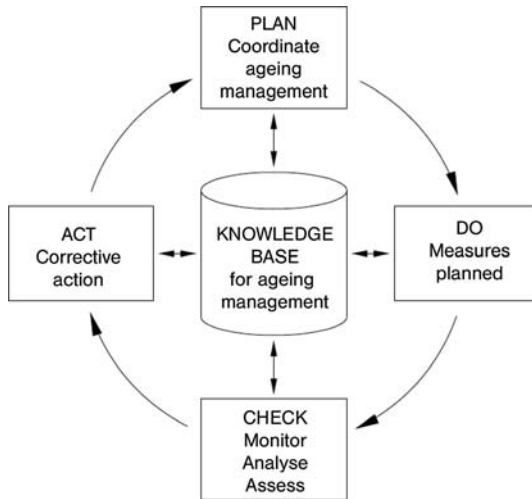 PLAN
Coordinate
ageing
management
ACT
Corrective
action
KNOWLEDGE
BASE
for ageing
management
DO
Measures
planned
CHECK
Monitor
Analyse
Assess